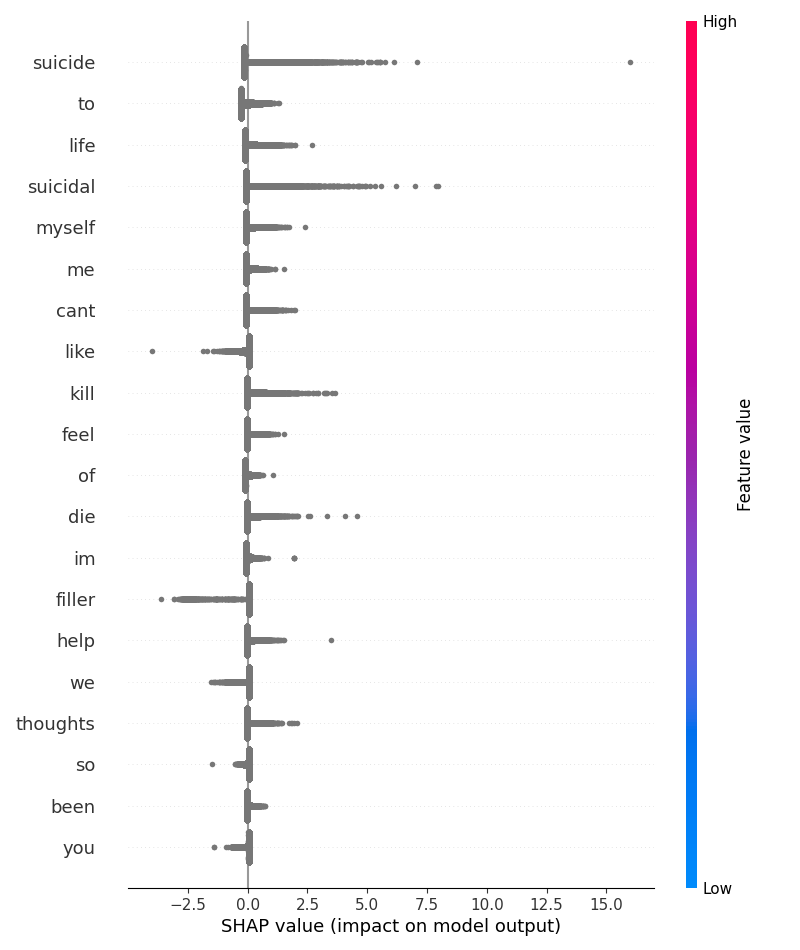 High
suicide
to
life
suicidal
myself
me
cant
like
kill
feel
of
die
im
filler
help
we
thoughts
so
been
you
Feature value
Low
−2.5 0.0 2.5 5.0 7.5 10.0 12.5 15.0
SHAP value (impact on model output)